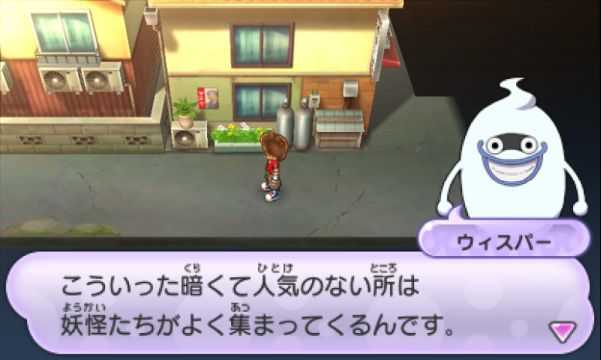 ウィスパー
こういった暗くて人気のない所は
妖怪たちがよく集まってくるんです。